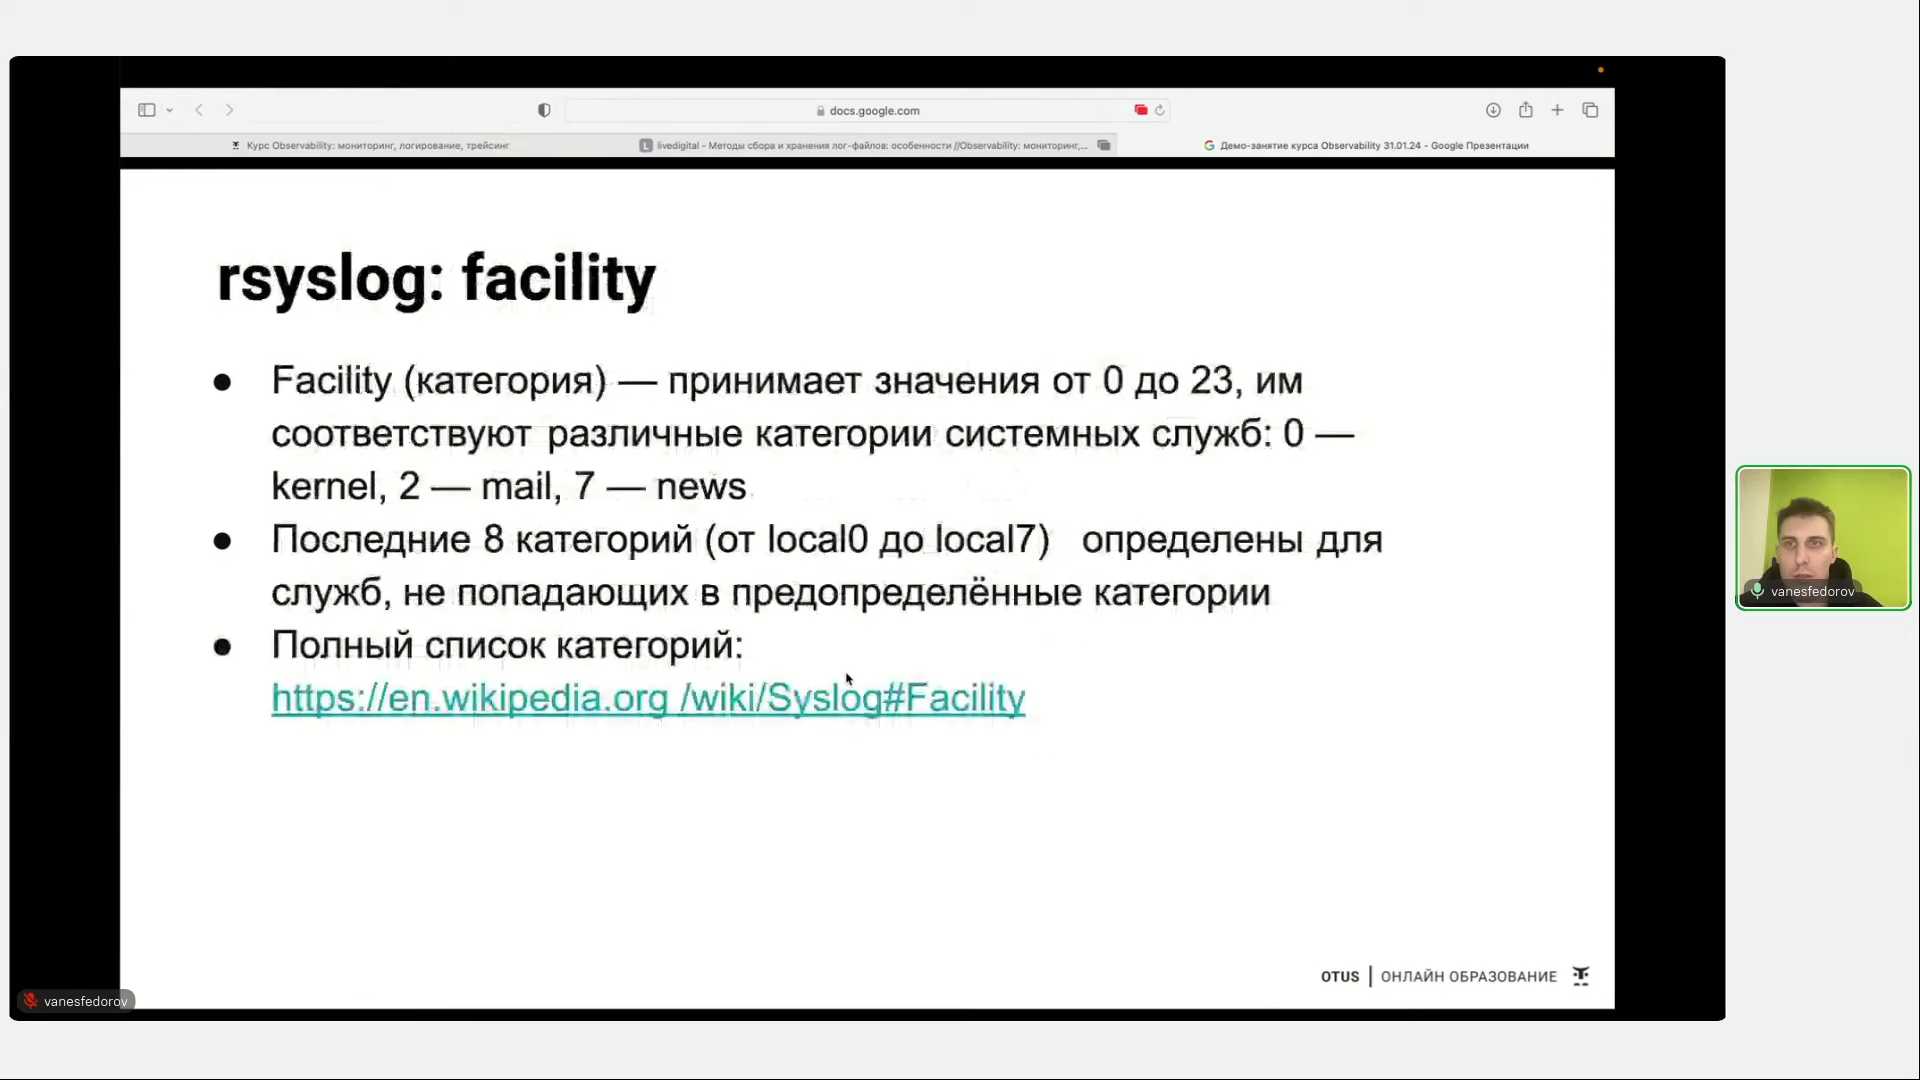 docs.google.com
Курс Observability: мониторинг, логирование, трейсинг
livedigital - Методы сбора и хранения лог-файлов: особенности //Observability: мониторинг,...
Демо-занятие курса Observability 31.01.24 - Google Презентации
rsyslog: facility
● Facility (категория) — принимает значения от 0 до 23, им
соответствуют различные категории системных служб: 0 —
kernel, 2 — mail, 7 — news
● Последние 8 категорий (от local0 до local7) определены для
служб, не попадающих в предопределённые категории
● Полный список категорий:
https://en.wikipedia.org /wiki/Syslog#Facility
vanesfedorov
OTUS | ОНЛАЙН ОБРАЗОВАНИЕ
vanesfedorov